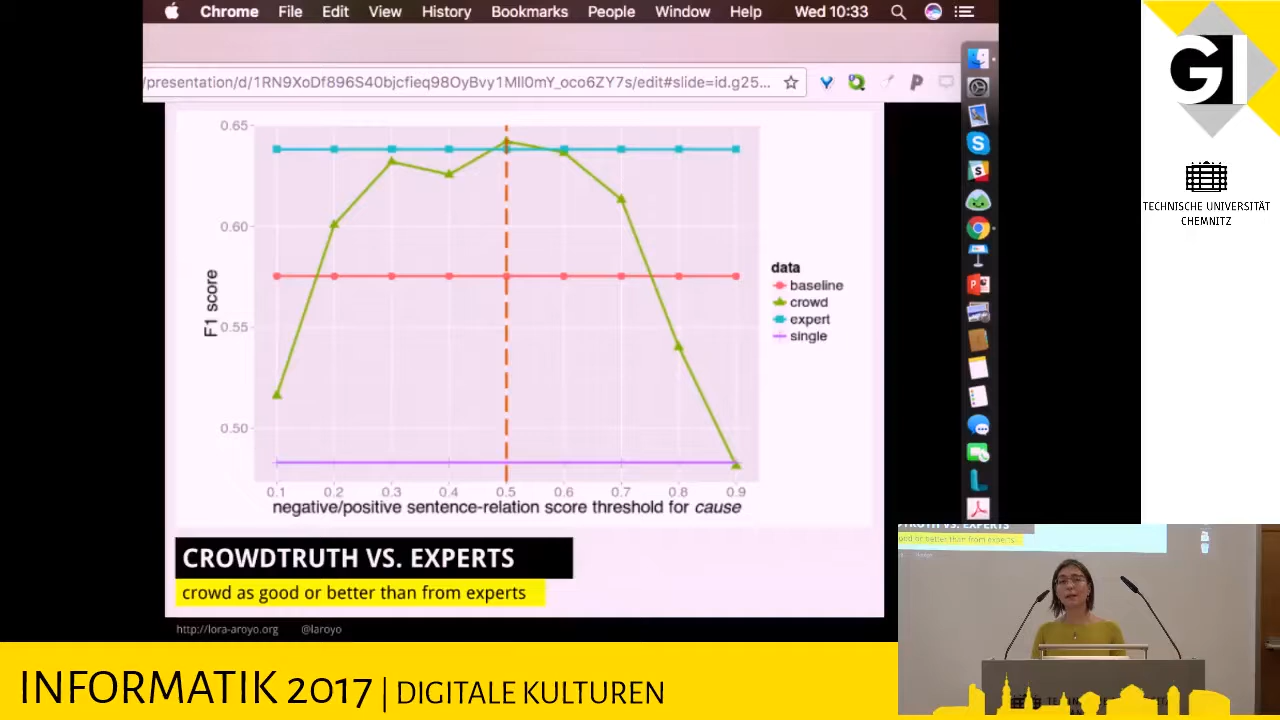 Chrome File Edit View History Bookmarks People Window Help Wed 10:33
/presentation/d/1RN9XoDf896S40bjcfieq98OyBvy1Mll0mY_oco6ZY7s/edit#slide=id.g25...
GI
TECHNISCHE UNIVERSITÄT
CHEMNITZ
0.65
0.60
0.55
0.50
F1 score
data
baseline
crowd
expert
single
0.1 0.2 0.3 0.4 0.5 0.6 0.7 0.8 0.9
negative/positive sentence-relation score threshold for cause
CROWDTRUTH VS. EXPERTS
crowd as good or better than from experts
http://lora-aroyo.org @laroyo
INFORMATIK 2017 | DIGITALE KULTUREN